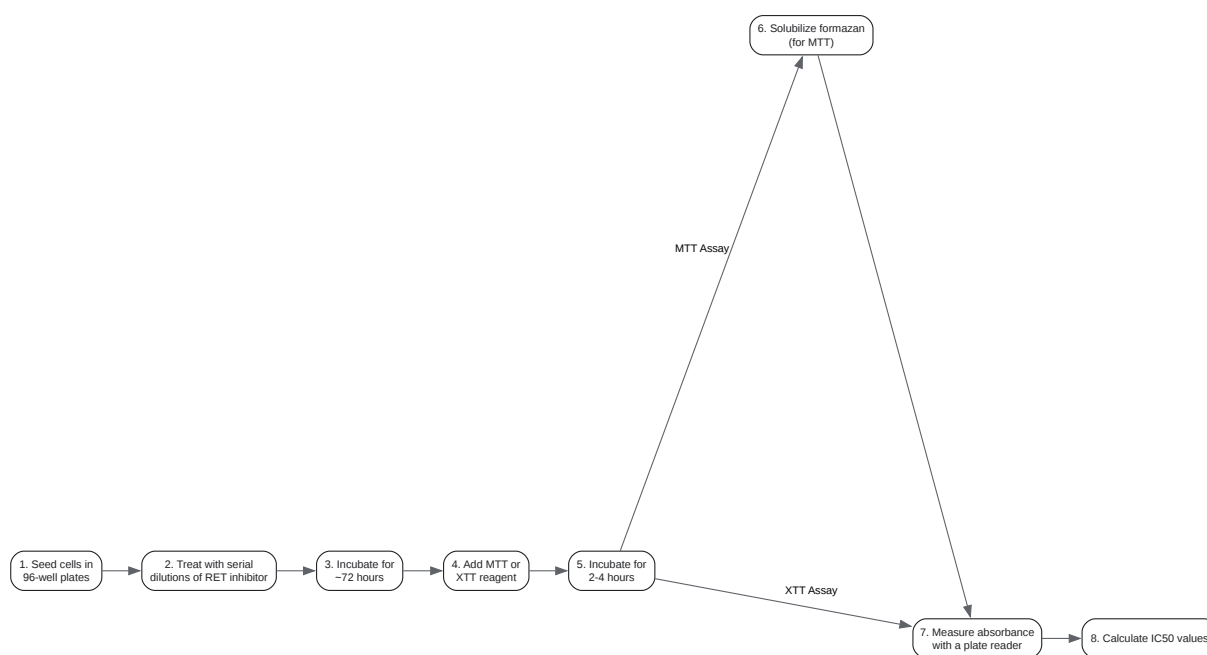 6. Solubilize formazan
(for MTT)
MTT Assay
1. Seed cells in
96-well plates
2. Treat with serial
dilutions of RET inhibitor
3. Incubate for
~72 hours
4. Add MTT or
XTT reagent
5. Incubate for
2-4 hours
XTT Assay
7. Measure absorbance
with a plate reader
8. Calculate IC50 values